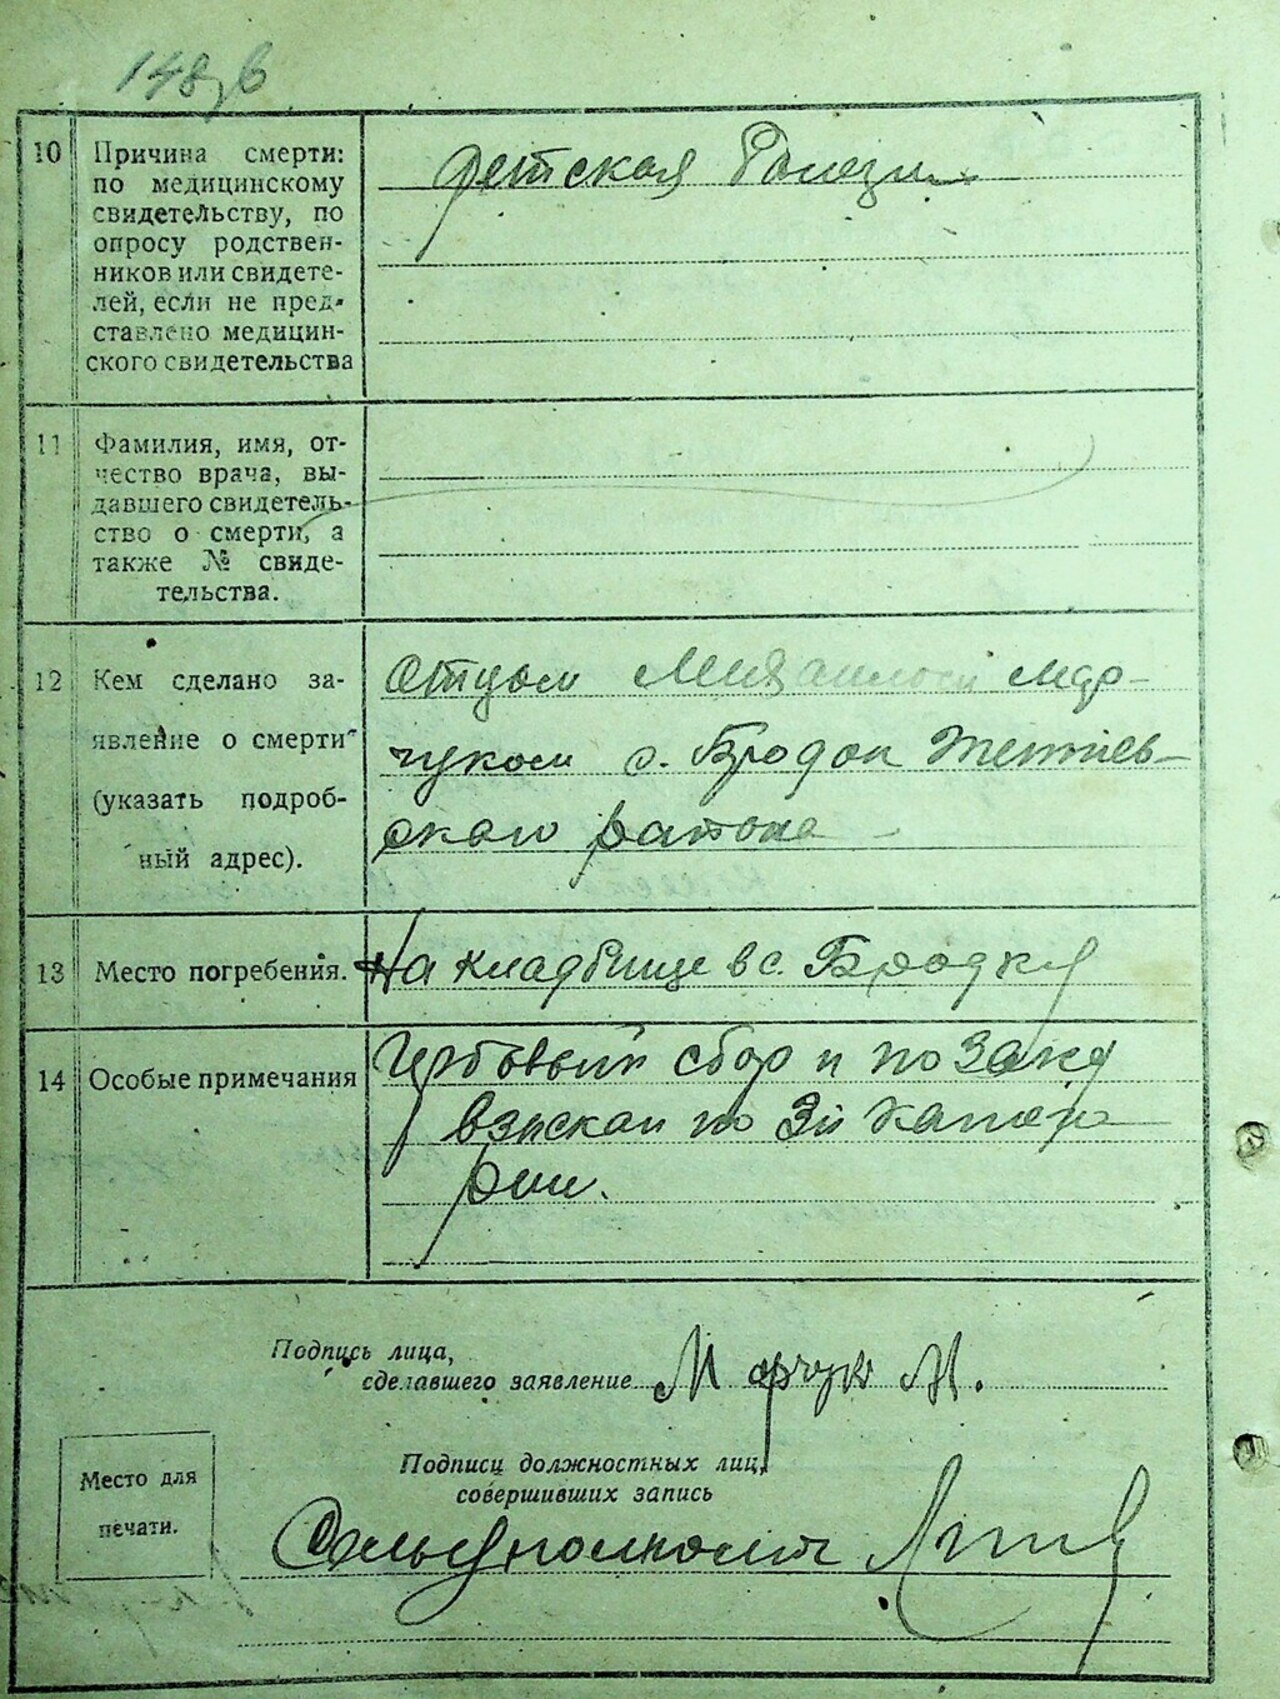 148 зв
10 Причина смерти:
по медицинскому
свидетельству, по
опросу родствен-
ников или свидете-
лей, если не пред-
ставлено медицин-
ского свидетельства
Детская болезнь
11 Фамилия, имя, от-
чество врача, вы-
давшего свидетель-
ство о смерти, а
также № свиде-
тельства.
12 Кем сделано за-
явление о смерти
(указать подроб-
ный адрес).
Отцом Михаилом Мар-
чуком с. Бродок Тетиев-
ского района
13 Место погребения.
На кладбище в с. Бродку
14 Особые примечания
Гербовый сбор и по
взыскан по 3й катего
рии.
Подпись лица,
сделавшего заявление Марчук М.
Подписи должностных лиц,
совершивших запись
Место для
печати.